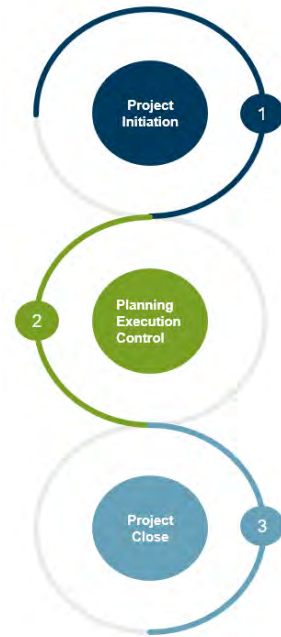 Project
Initiation
1
Planning
Execution
Control
2
Project
Close
3